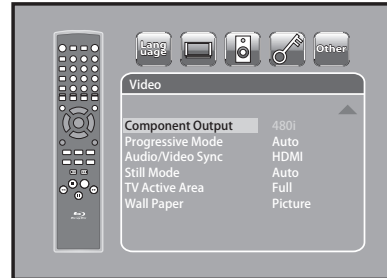 Lang
uage
Other
Video
Component Output 480i
Progressive Mode Auto
Audio/Video Sync HDMI
Still Mode Auto
TV Active Area Full
Wall Paper Picture